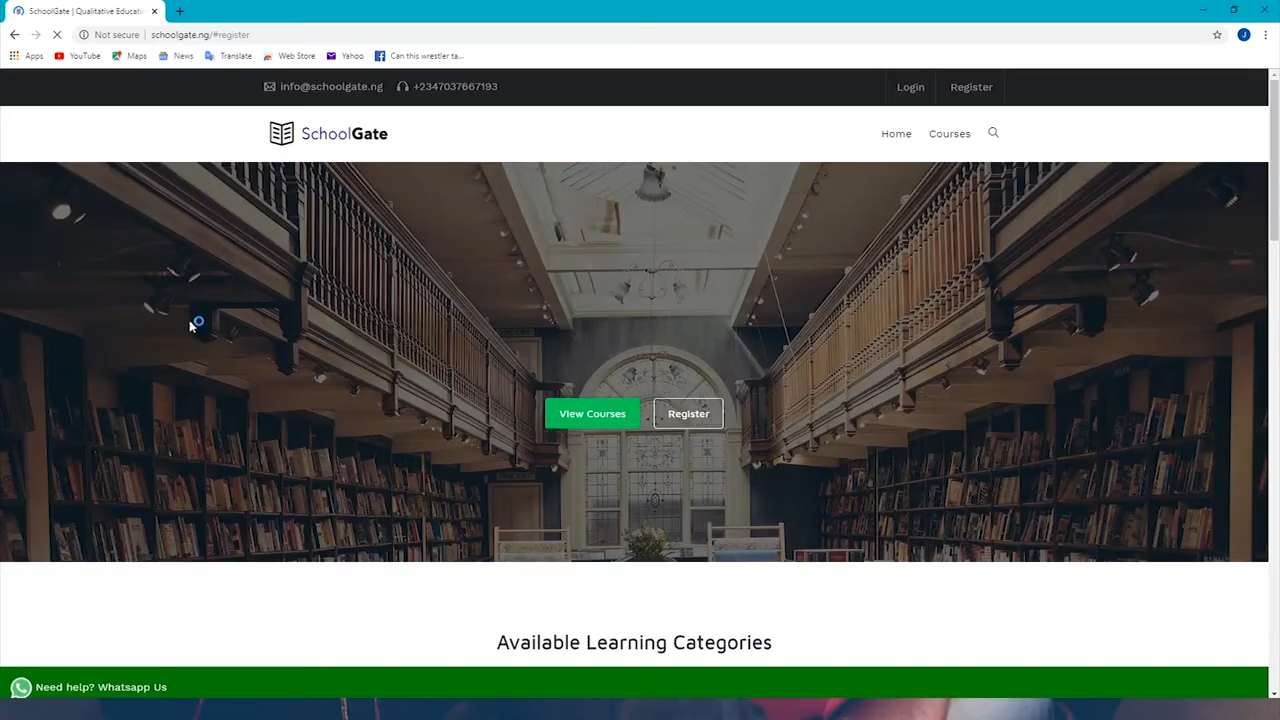 SchoolGate | Qualitative Educati
Not secure schoolgate.ng/#register
J
Apps YouTube Maps News Translate Web Store Yahoo Can this wrestler ta...
info@schoolgate.ng +2347037667193 Login Register
SchoolGate Home Courses
View Courses Register
Available Learning Categories
Need help? Whatsapp Us